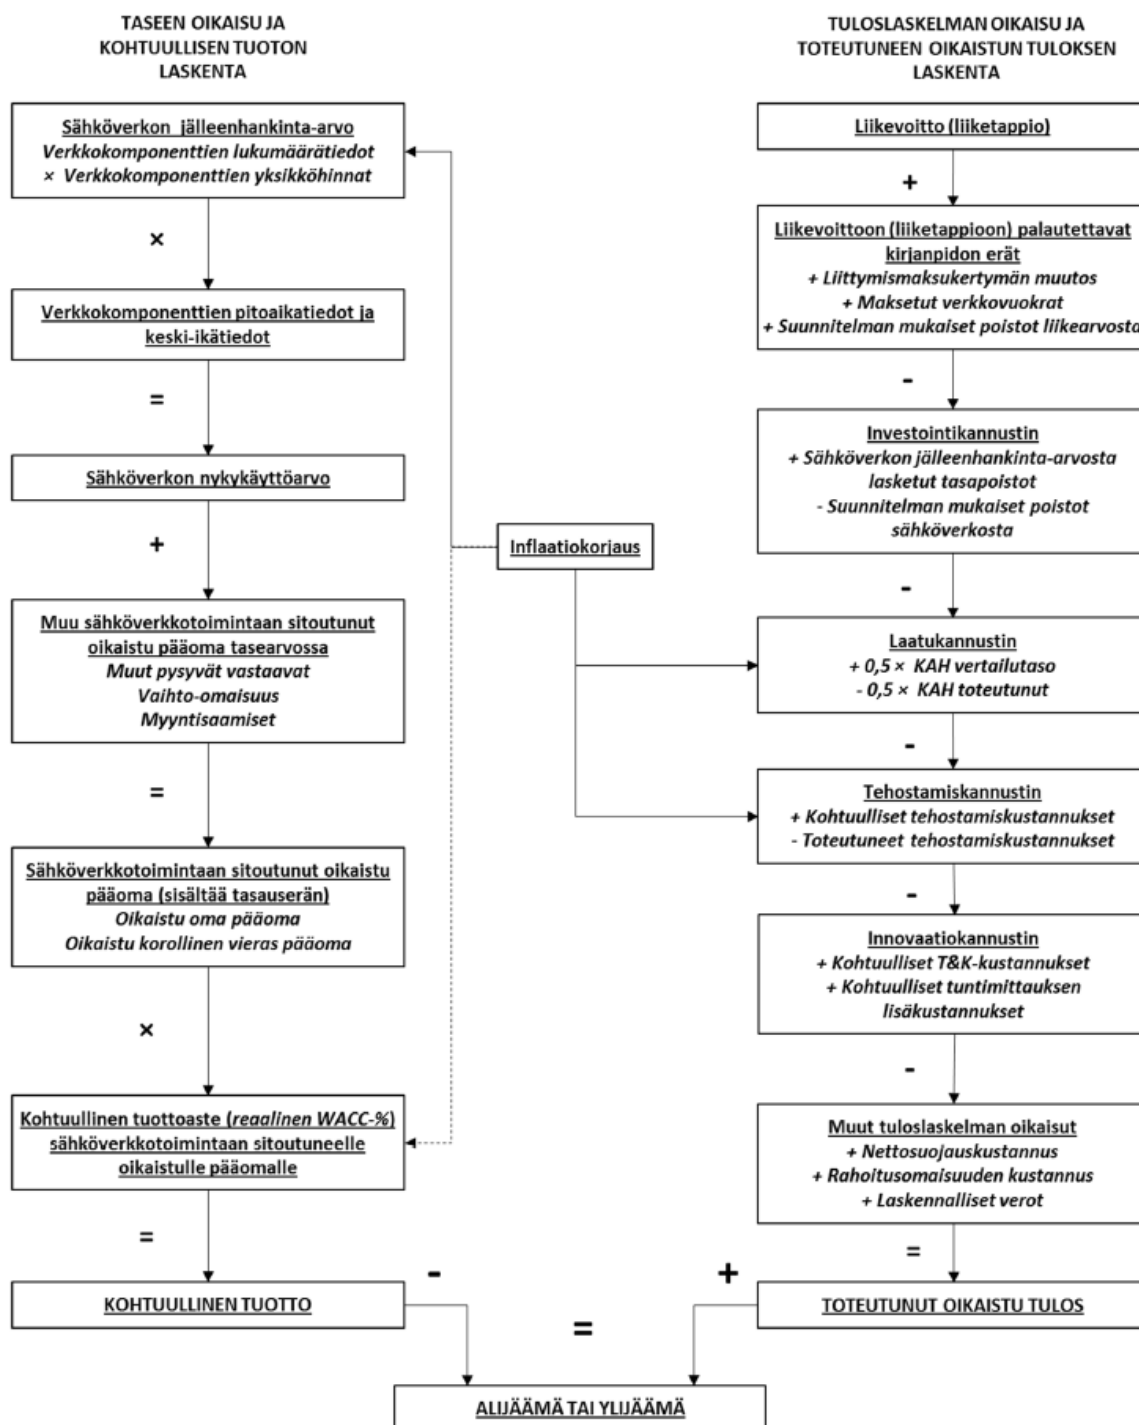 TASEEN OIKAISU JA
KOHTUULLISEN TUOTON
LASKENTA
Sähköverkon jälleenhankinta-arvo
Verkkokomponenttien lukumäärätiedot
× Verkkokomponenttien yksikköhinnat
×
Verkkokomponenttien pitoaikatiedot ja
keski-ikätiedot
=
Sähköverkon nykykäyttöarvo
+
Muu sähköverkkotoimintaan sitoutunut
oikaistu pääoma tasearvossa
Muut pysyvät vastaavat
Vaihto-omaisuus
Myyntisaamiset
=
Sähköverkkotoimintaan sitoutunut oikaistu
pääoma (sisältää tasauserän)
Oikaistu oma pääoma
Oikaistu korollinen vieras pääoma
×
Kohtuullinen tuottoaste (reaalinen WACC-%)
sähköverkkotoimintaan sitoutuneelle
oikaistulle pääomalle
=
KOHTUULLINEN TUOTTO
-
Inflaatiokorjaus
TULOSLASKELMAN OIKAISU JA
TOTEUTUNEEN OIKAISTUN TULOKSEN
LASKENTA
Liikevoitto (liiketappio)
+
Liikevoittoon (liiketappioon) palautettavat
kirjanpidon erät
+ Liittymismaksukertymän muutos
+ Maksetut verkkovuokrat
+ Suunnitelman mukaiset poistot liikearvosta
-
Investointikannustin
+ Sähköverkon jälleenhankinta-arvosta
lasketut tasapoistot
- Suunnitelman mukaiset poistot
sähköverkosta
-
Laatukannustin
+ 0,5 × KAH vertailutaso
- 0,5 × KAH toteutunut
-
Tehostamiskannustin
+ Kohtuulliset tehostamiskustannukset
- Toteutuneet tehostamiskustannukset
-
Innovaatiokannustin
+ Kohtuulliset T&K-kustannukset
+ Kohtuulliset tuntimittauksen
lisäkustannukset
-
Muut tuloslaskelman oikaisut
+ Nettosuojauskustannus
+ Rahoitusomaisuuden kustannus
+ Laskennalliset verot
=
+
TOTEUTUNUT OIKAISTU TULOS
=
ALIJÄÄMÄ TAI YLIJÄÄMÄ